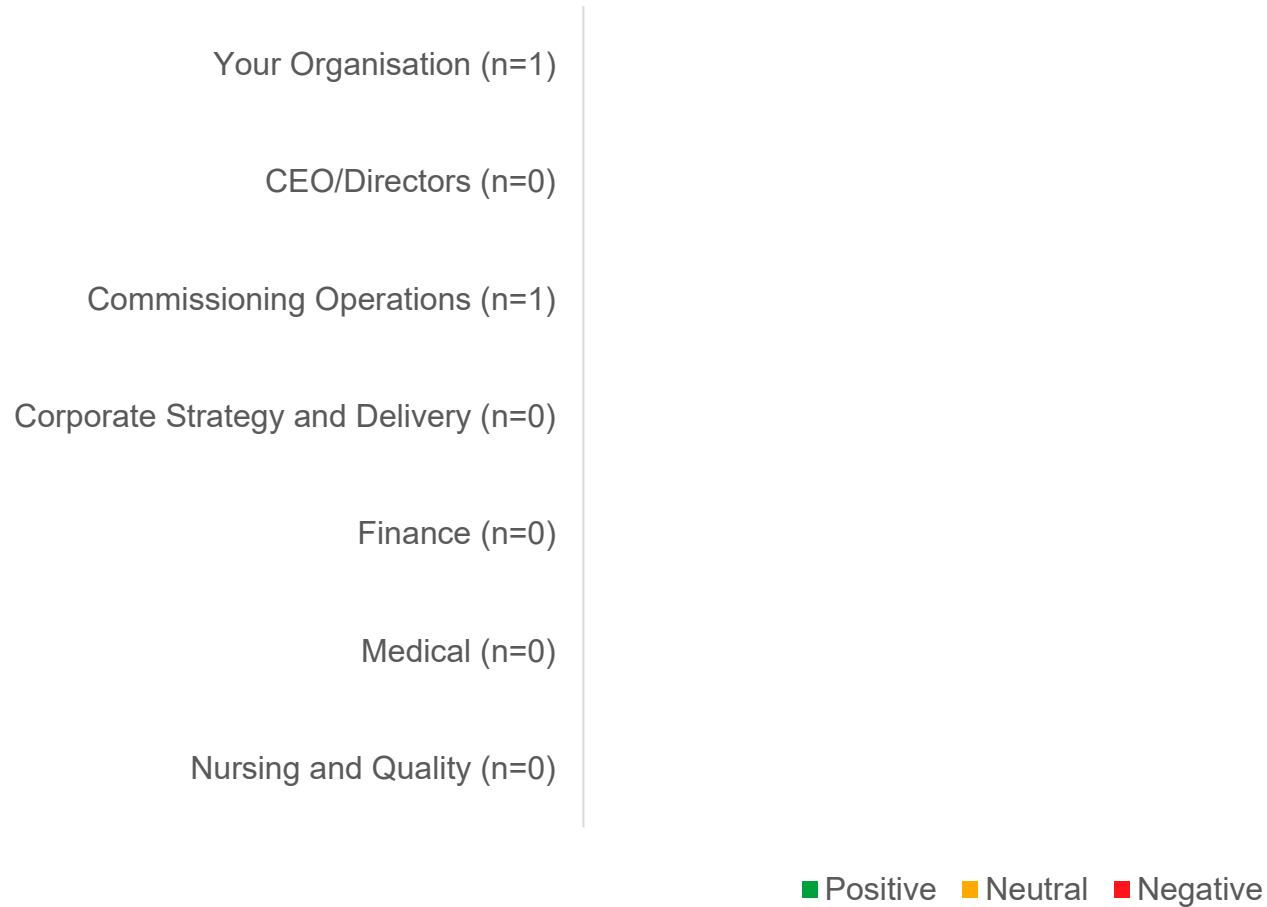 Your Organisation (n=1)
CEO/Directors (n=0)
Commissioning Operations (n=1)
Corporate Strategy and Delivery (n=0)
Finance (n=0)
Medical (n=0)
Nursing and Quality (n=0)
Positive Neutral Negative